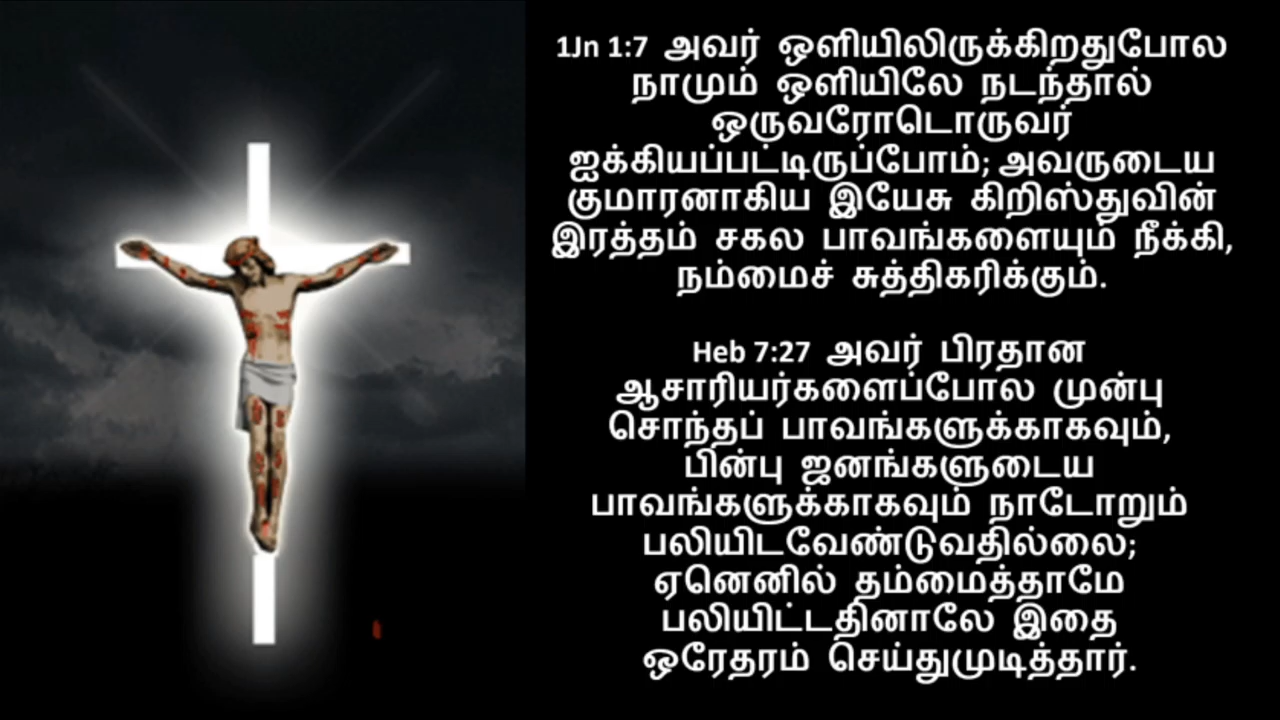 1Jn 1:7 அவர் ஒளியிலிருக்கிறதுபோல
நாமும் ஒளியிலே நடந்தால்
ஒருவரோடொருவர்
ஐக்கியப்பட்டிருப்போம்; அவருடைய
குமாரனாகிய இயேசு கிறிஸ்துவின்
இரத்தம் சகல பாவங்களையும் நீக்கி,
நம்மைச் சுத்திகரிக்கும்.
Heb 7:27 அவர் பிரதான
ஆசாரியர்களைப்போல முன்பு
சொந்தப் பாவங்களுக்காகவும்,
பின்பு ஜனங்களுடைய
பாவங்களுக்காகவும் நாடோறும்
பலியிடவேண்டுவதில்லை;
ஏனெனில் தம்மைத்தாமே
பலியிட்டதினாலே இதை
ஒரேதரம் செய்துமுடித்தார்.